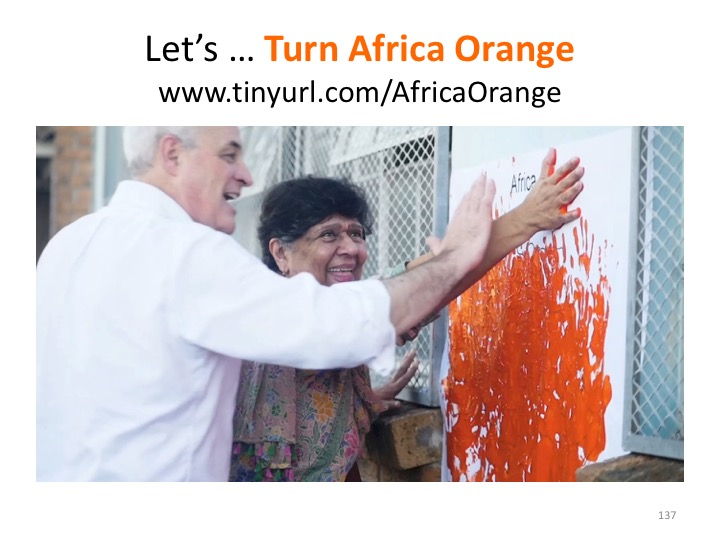 Let’s … Turn Africa Orange
www.tinyurl.com/AfricaOrange
Africa
137